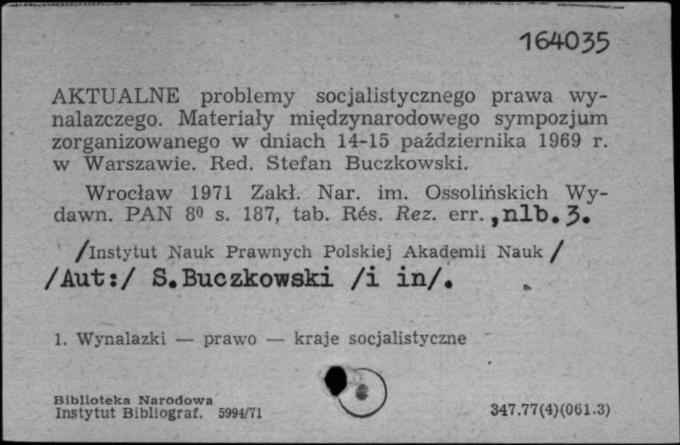 164035
AKTUALNE problemy socjalistycznego prawa wy-
nalazczego. Materiały międzynarodowego sympozjum
zorganizowanego w dniach 14-15 października 1969 r.
w Warszawie. Red. Stefan Buczkowski.
Wrocław 1971 Zakł. Nar. im. Ossolińskich Wy-
dawn. PAN 8⁰ s. 187, tab. Rés. Rez. err. ,nlb.3.
/Instytut Nauk Prawnych Polskiej Akademii Nauk/
/Aut:/ S.Buczkowski /i in/.
1. Wynalazki — prawo — kraje socjalistyczne
Biblioteka Narodowa
Instytut Bibliograf. 5994/71
347.77(4)(061.3)